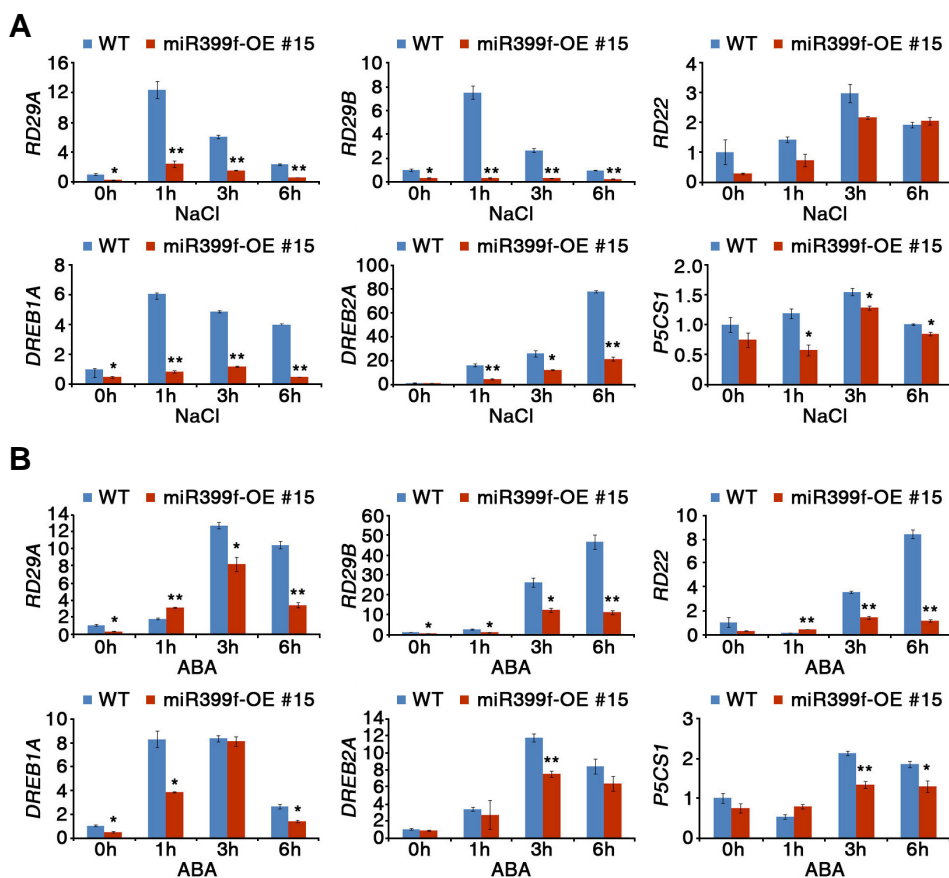 A
WT miR399f-OE #15
RD29A
16
12
8
4
0
* ** ** **
0h 1h 3h 6h
NaCl
WT miR399f-OE #15
RD29B
10
8
6
4
2
0
* ** ** **
0h 1h 3h 6h
NaCl
WT miR399f-OE #15
RD22
4
3
2
1
0
0h 1h 3h 6h
NaCl
WT miR399f-OE #15
DREB1A
8
6
4
2
0
* ** ** **
0h 1h 3h 6h
NaCl
WT miR399f-OE #15
DREB2A
100
80
60
40
20
0
** * **
0h 1h 3h 6h
NaCl
WT miR399f-OE #15
P5CS1
2.0
1.5
1.0
0.5
0
* * *
0h 1h 3h 6h
NaCl
B
WT miR399f-OE #15
RD29A
14
12
10
8
6
4
2
0
* ** * **
0h 1h 3h 6h
ABA
WT miR399f-OE #15
RD29B
60
50
40
30
20
10
0
* * * **
0h 1h 3h 6h
ABA
WT miR399f-OE #15
RD22
10
8
6
4
2
0
** ** **
0h 1h 3h 6h
ABA
WT miR399f-OE #15
DREB1A
10
8
6
4
2
0
* * *
0h 1h 3h 6h
ABA
WT miR399f-OE #15
DREB2A
14
12
10
8
6
4
2
0
**
0h 1h 3h 6h
ABA
WT miR399f-OE #15
P5CS1
2
1
0
** *
0h 1h 3h 6h
ABA